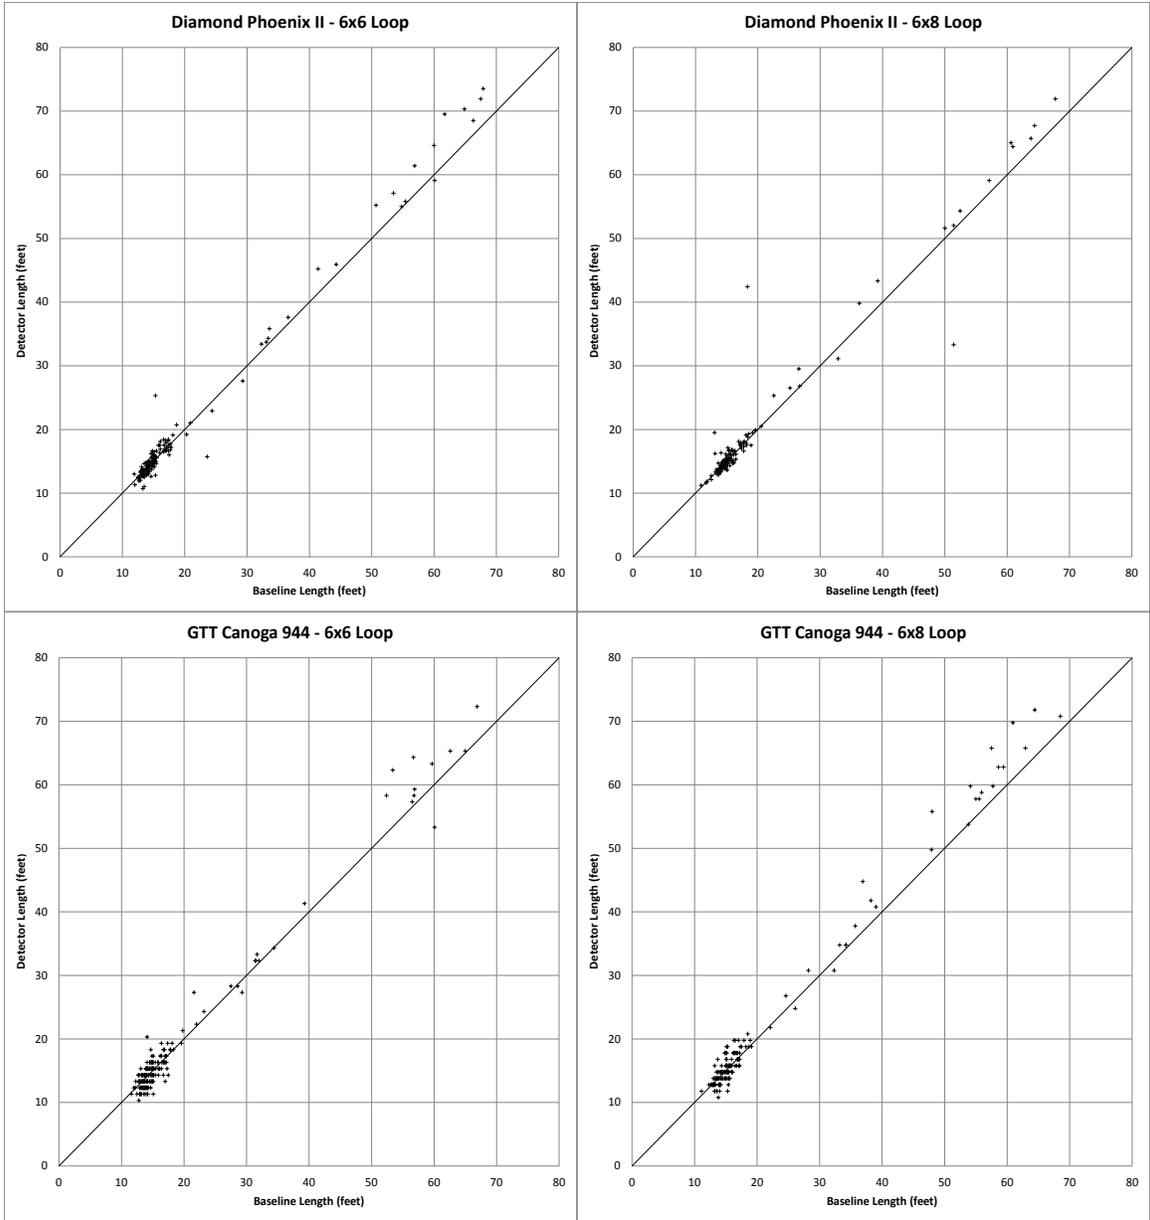 Diamond Phoenix II - 6x6 Loop
80
70
60
50
40
30
20
10
0
Detector Length (feet)
0 10 20 30 40 50 60 70 80
Baseline Length (feet)
Diamond Phoenix II - 6x8 Loop
80
70
60
50
40
30
20
10
0
Detector Length (feet)
0 10 20 30 40 50 60 70 80
Baseline Length (feet)
GTT Canoga 944 - 6x6 Loop
80
70
60
50
40
30
20
10
0
Detector Length (feet)
0 10 20 30 40 50 60 70 80
Baseline Length (feet)
GTT Canoga 944 - 6x8 Loop
80
70
60
50
40
30
20
10
0
Detector Length (feet)
0 10 20 30 40 50 60 70 80
Baseline Length (feet)